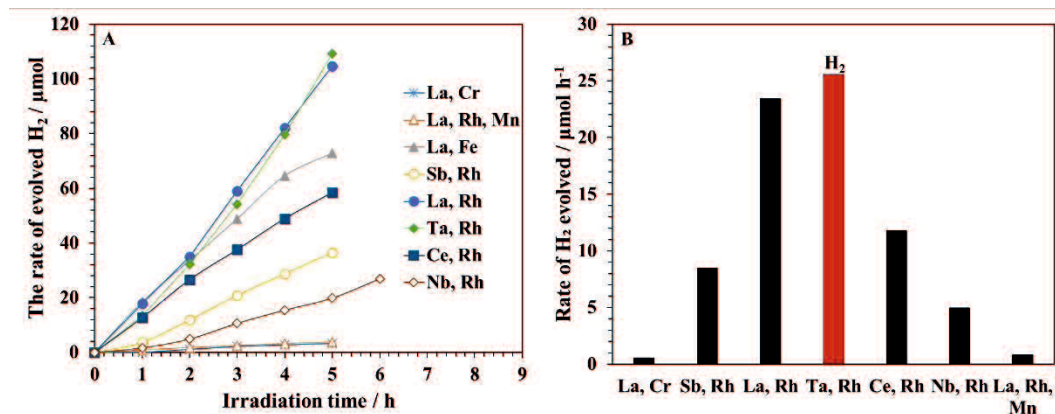 A
The rate of evolved H₂ / μmol
120
100
80
60
40
20
0
0 1 2 3 4 5 6 7 8 9
Irradiation time / h
La, Cr
La, Rh, Mn
La, Fe
Sb, Rh
La, Rh
Ta, Rh
Ce, Rh
Nb, Rh
B
Rate of H₂ evolved / μmol h⁻¹
30
25
20
15
10
5
0
H₂
La, Cr Sb, Rh La, Rh Ta, Rh Ce, Rh Nb, Rh La, Rh,
Mn